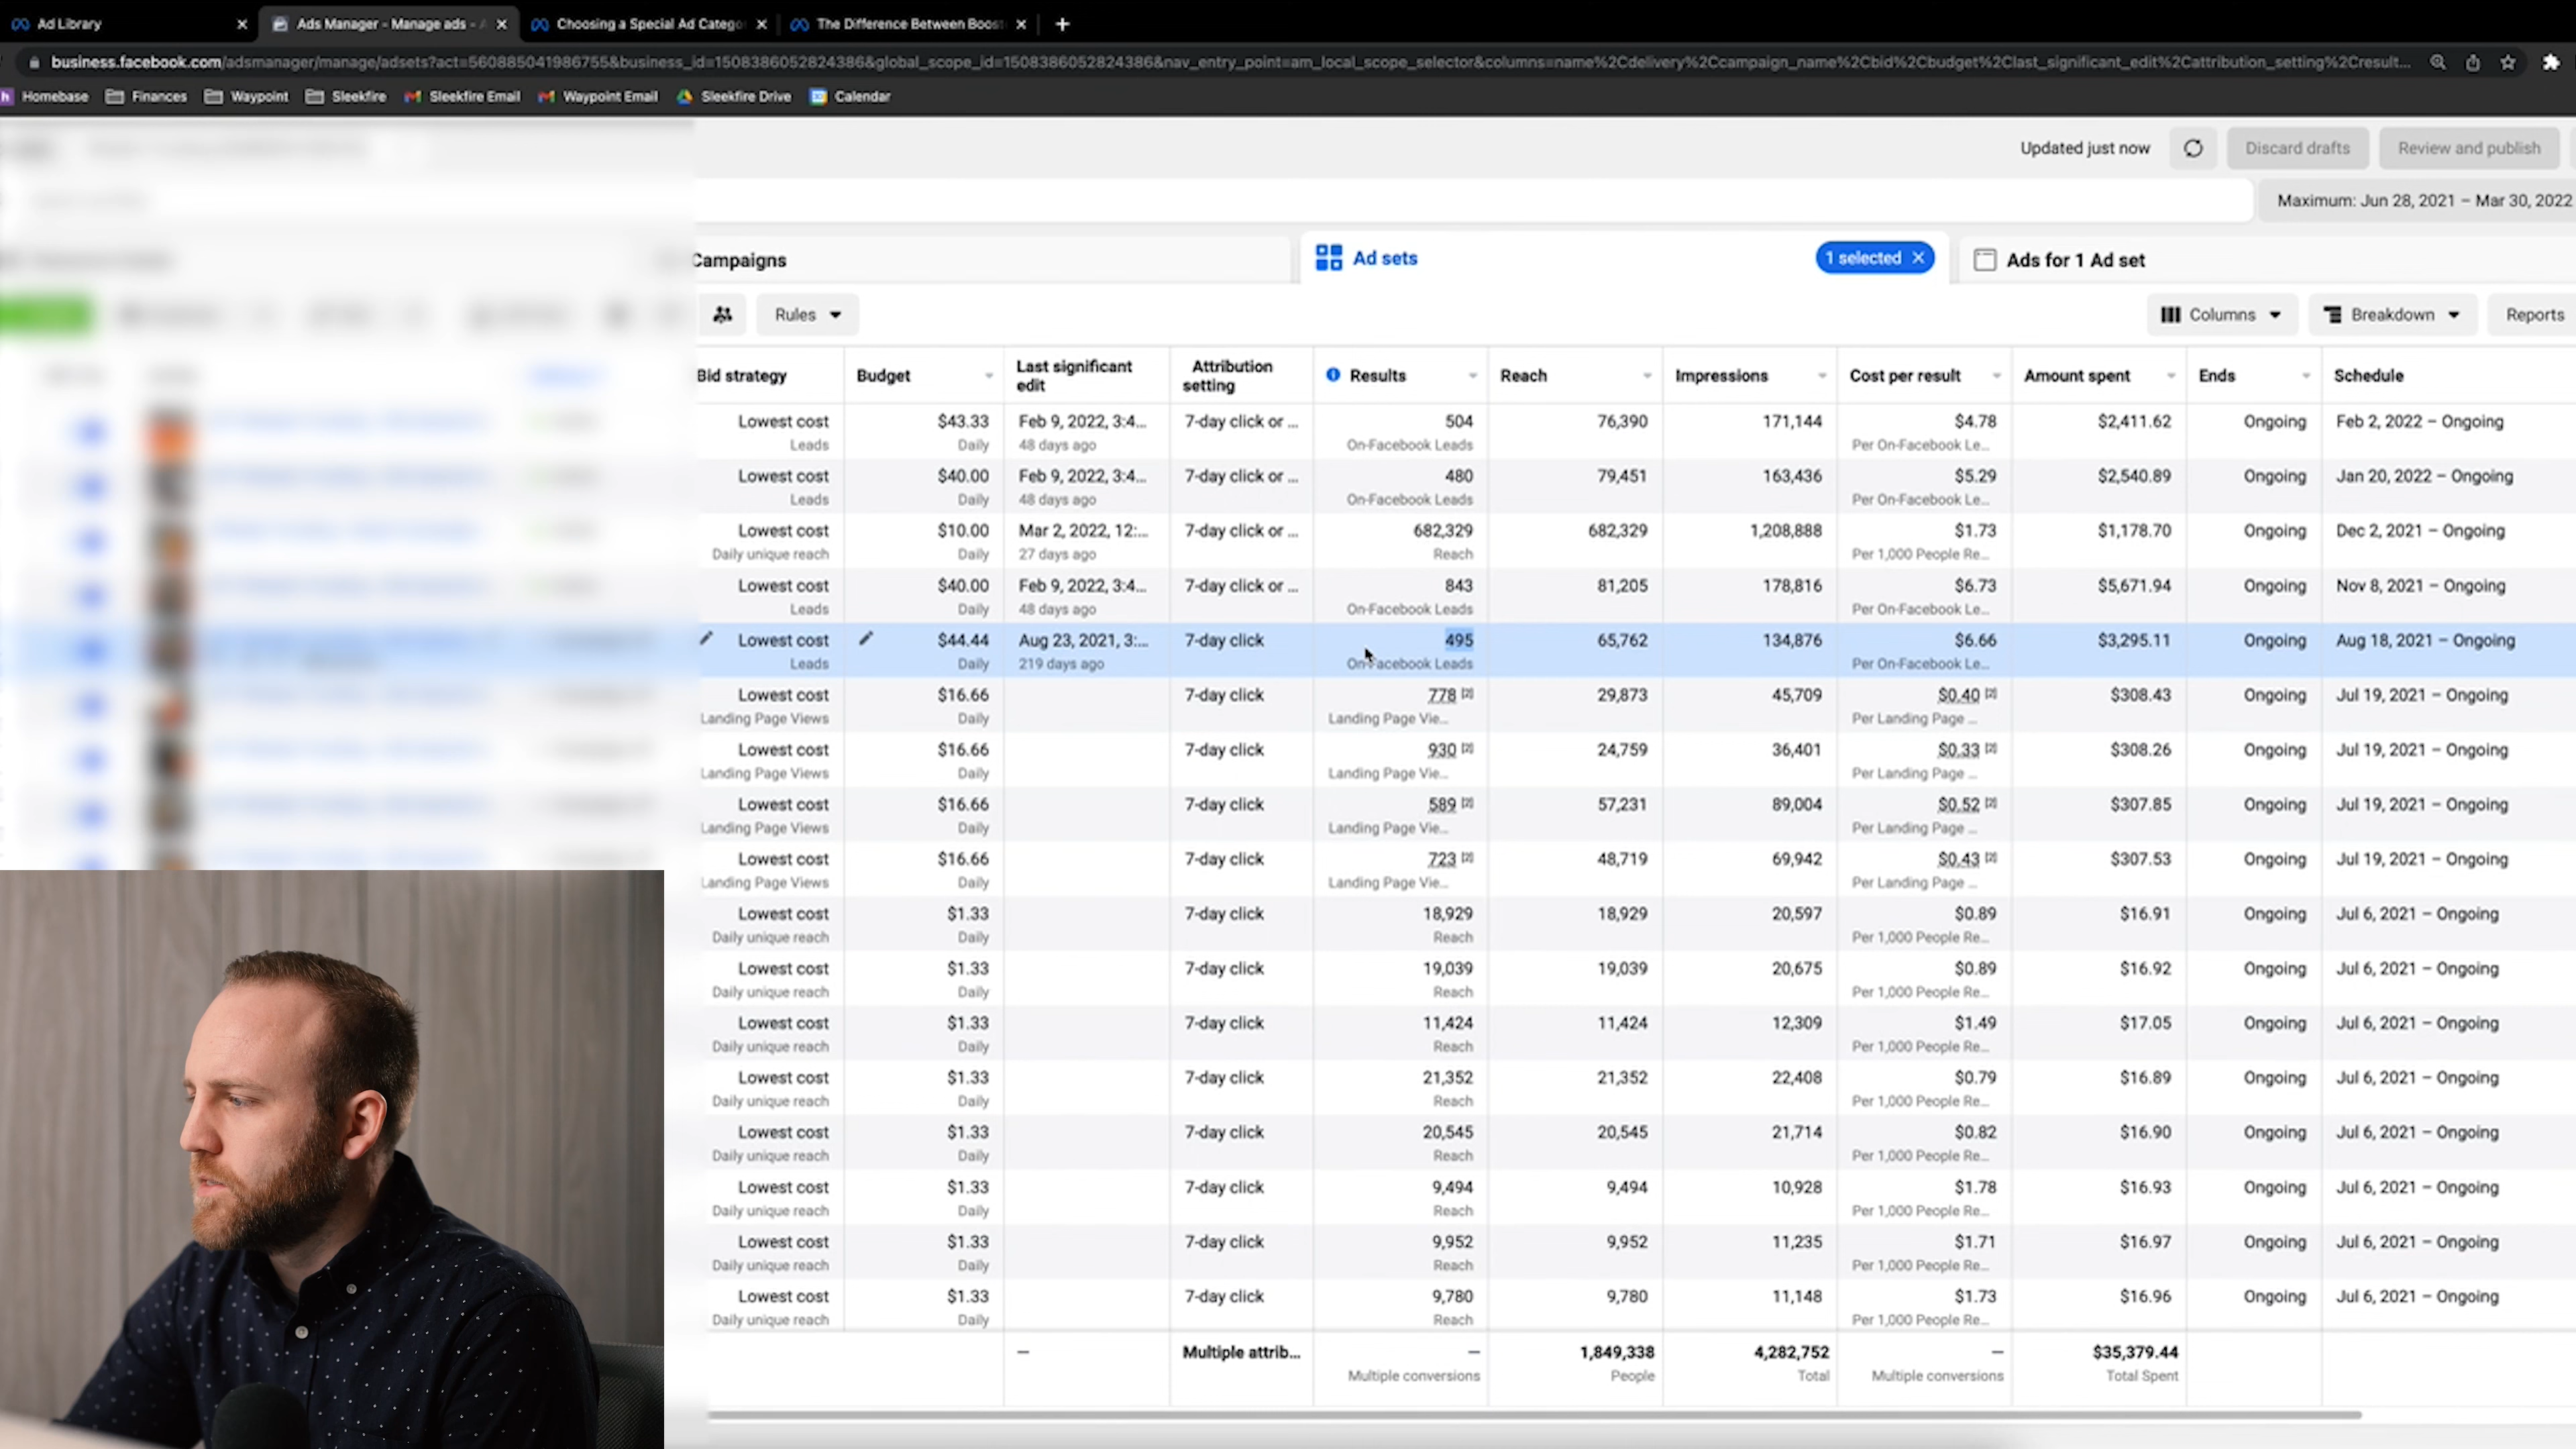 Ad Library
Ads Manager - Manage ads - A
Choosing a Special Ad Catego
The Difference Between Boost
business.facebook.com/adsmanager/manage/adsets?act=560885041986755&business_id=1508386052824386&global_scope_id=1508386052824386&nav_entry_point=am_local_scope_selector&columns=name%2Cdelivery%2Ccampaign_name%2Cbid%2Cbudget%2Clast_significant_edit%2Cattribution_setting%2Cresult...
Homebase Finances Waypoint Sleekfire Sleekfire Email Waypoint Email Sleekfire Drive Calendar
Updated just now Discard drafts Review and publish
Maximum: Jun 28, 2021 – Mar 30, 2022
Campaigns Ad sets 1 selected × Ads for 1 Ad set
Rules Columns Breakdown Reports
Bid strategy Budget Last significant edit Attribution setting Results Reach Impressions Cost per result Amount spent Ends Schedule
Lowest cost $43.33 Feb 9, 2022, 3:4... 7-day click or ... 504 76,390 171,144 $4.78 $2,411.62 Ongoing Feb 2, 2022 – Ongoing
Leads Daily 48 days ago On-Facebook Leads Per On-Facebook Le...
Lowest cost $40.00 Feb 9, 2022, 3:4... 7-day click or ... 480 79,451 163,436 $5.29 $2,540.89 Ongoing Jan 20, 2022 – Ongoing
Leads Daily 48 days ago On-Facebook Leads Per On-Facebook Le...
Lowest cost $10.00 Mar 2, 2022, 12:... 7-day click or ... 682,329 682,329 1,208,888 $1.73 $1,178.70 Ongoing Dec 2, 2021 – Ongoing
Daily unique reach Daily 27 days ago Reach Per 1,000 People Re...
Lowest cost $40.00 Feb 9, 2022, 3:4... 7-day click or ... 843 81,205 178,816 $6.73 $5,671.94 Ongoing Nov 8, 2021 – Ongoing
Leads Daily 48 days ago On-Facebook Leads Per On-Facebook Le...
Lowest cost $44.44 Aug 23, 2021, 3:... 7-day click 495 65,762 134,876 $6.66 $3,295.11 Ongoing Aug 18, 2021 – Ongoing
Leads Daily 219 days ago On-Facebook Leads Per On-Facebook Le...
Lowest cost $16.66 7-day click 778 [2] 29,873 45,709 $0.40 [2] $308.43 Ongoing Jul 19, 2021 – Ongoing
Landing Page Views Daily Landing Page Vie... Per Landing Page ...
Lowest cost $16.66 7-day click 930 [2] 24,759 36,401 $0.33 [2] $308.26 Ongoing Jul 19, 2021 – Ongoing
Landing Page Views Daily Landing Page Vie... Per Landing Page ...
Lowest cost $16.66 7-day click 589 [2] 57,231 89,004 $0.52 [2] $307.85 Ongoing Jul 19, 2021 – Ongoing
Landing Page Views Daily Landing Page Vie... Per Landing Page ...
Lowest cost $16.66 7-day click 723 [2] 48,719 69,942 $0.43 [2] $307.53 Ongoing Jul 19, 2021 – Ongoing
Landing Page Views Daily Landing Page Vie... Per Landing Page ...
Lowest cost $1.33 7-day click 18,929 18,929 20,597 $0.89 $16.91 Ongoing Jul 6, 2021 – Ongoing
Daily unique reach Daily Reach Per 1,000 People Re...
Lowest cost $1.33 7-day click 19,039 19,039 20,675 $0.89 $16.92 Ongoing Jul 6, 2021 – Ongoing
Daily unique reach Daily Reach Per 1,000 People Re...
Lowest cost $1.33 7-day click 11,424 11,424 12,309 $1.49 $17.05 Ongoing Jul 6, 2021 – Ongoing
Daily unique reach Daily Reach Per 1,000 People Re...
Lowest cost $1.33 7-day click 21,352 21,352 22,408 $0.79 $16.89 Ongoing Jul 6, 2021 – Ongoing
Daily unique reach Daily Reach Per 1,000 People Re...
Lowest cost $1.33 7-day click 20,545 20,545 21,714 $0.82 $16.90 Ongoing Jul 6, 2021 – Ongoing
Daily unique reach Daily Reach Per 1,000 People Re...
Lowest cost $1.33 7-day click 9,494 9,494 10,928 $1.78 $16.93 Ongoing Jul 6, 2021 – Ongoing
Daily unique reach Daily Reach Per 1,000 People Re...
Lowest cost $1.33 7-day click 9,952 9,952 11,235 $1.71 $16.97 Ongoing Jul 6, 2021 – Ongoing
Daily unique reach Daily Reach Per 1,000 People Re...
Lowest cost $1.33 7-day click 9,780 9,780 11,148 $1.73 $16.96 Ongoing Jul 6, 2021 – Ongoing
Daily unique reach Daily Reach Per 1,000 People Re...
— Multiple attrib... — 1,849,338 4,282,752 — $35,379.44
Multiple conversions People Total Multiple conversions Total Spent